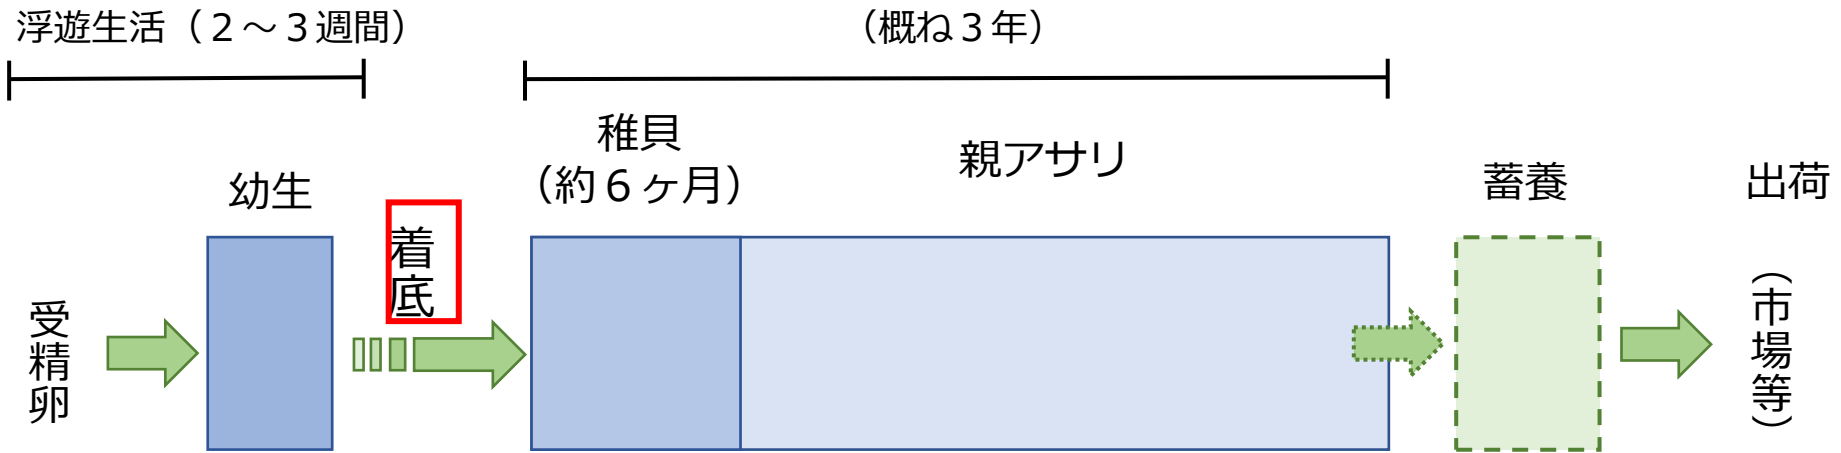 浮遊生活（２～３週間）
（概ね３年）
受精卵
幼生
着底
稚貝
（約６ヶ月）
親アサリ
蓄養
出荷
（市場等）